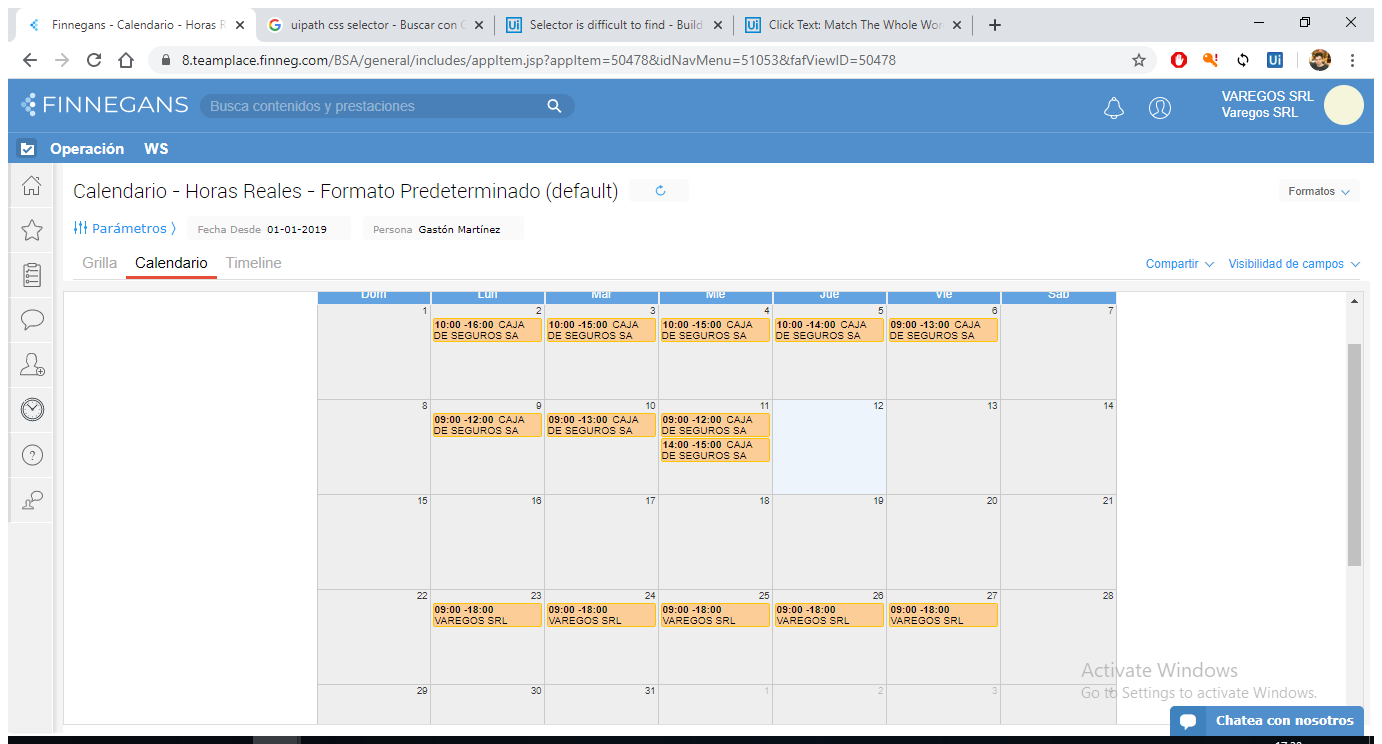 Finnegans - Calendario - Horas R
uipath css selector - Buscar con G
Ui Selector is difficult to find - Build
Ui Click Text: Match The Whole Wor
8.teamplace.finneg.com/BSA/general/includes/appItem.jsp?appItem=50478&idNavMenu=51053&fafViewID=50478
Ui
FINNEGANS
Busca contenidos y prestaciones
VAREGOS SRL
Varegos SRL
Operación WS
Calendario - Horas Reales - Formato Predeterminado (default)
Formatos
Parámetros
Fecha Desde 01-01-2019
Persona Gastón Martínez
Grilla Calendario Timeline
Compartir Visibilidad de campos
Dom Lun Mar Mié Jue Vie Sáb
1 2 3 4 5 6 7
10:00 -16:00 CAJA
DE SEGUROS SA
10:00 -15:00 CAJA
DE SEGUROS SA
10:00 -15:00 CAJA
DE SEGUROS SA
10:00 -14:00 CAJA
DE SEGUROS SA
09:00 -13:00 CAJA
DE SEGUROS SA
8 9 10 11 12 13 14
09:00 -12:00 CAJA
DE SEGUROS SA
09:00 -13:00 CAJA
DE SEGUROS SA
09:00 -12:00 CAJA
DE SEGUROS SA
14:00 -15:00 CAJA
DE SEGUROS SA
15 16 17 18 19 20 21
22 23 24 25 26 27 28
09:00 -18:00
VAREGOS SRL
09:00 -18:00
VAREGOS SRL
09:00 -18:00
VAREGOS SRL
09:00 -18:00
VAREGOS SRL
09:00 -18:00
VAREGOS SRL
29 30 31 1 2 3
Activate Windows
Go to Settings to activate Windows.
Chatea con nosotros